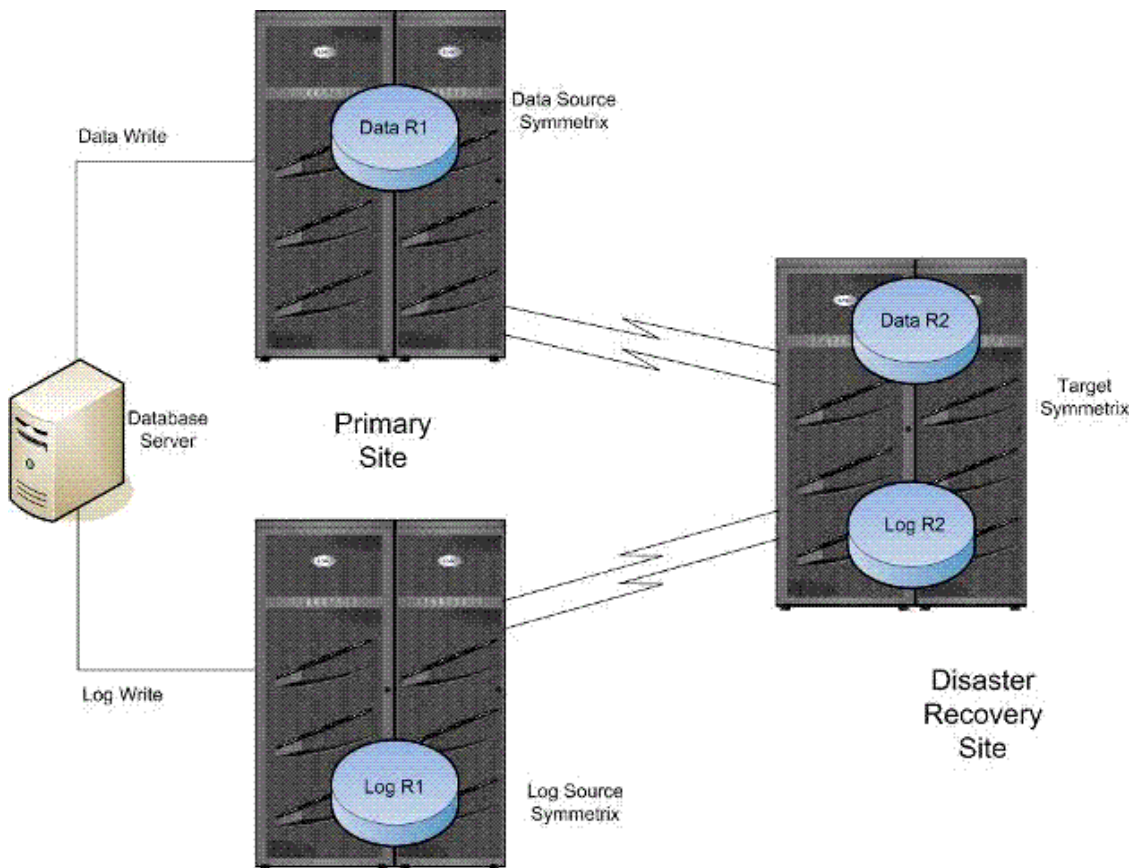 Data R1
Data Source
Symmetrix
Data Write
Data R2
Target
Symmetrix
Database
Server
Primary
Site
Log R2
Log Write
Log R1
Log Source
Symmetrix
Disaster
Recovery
Site